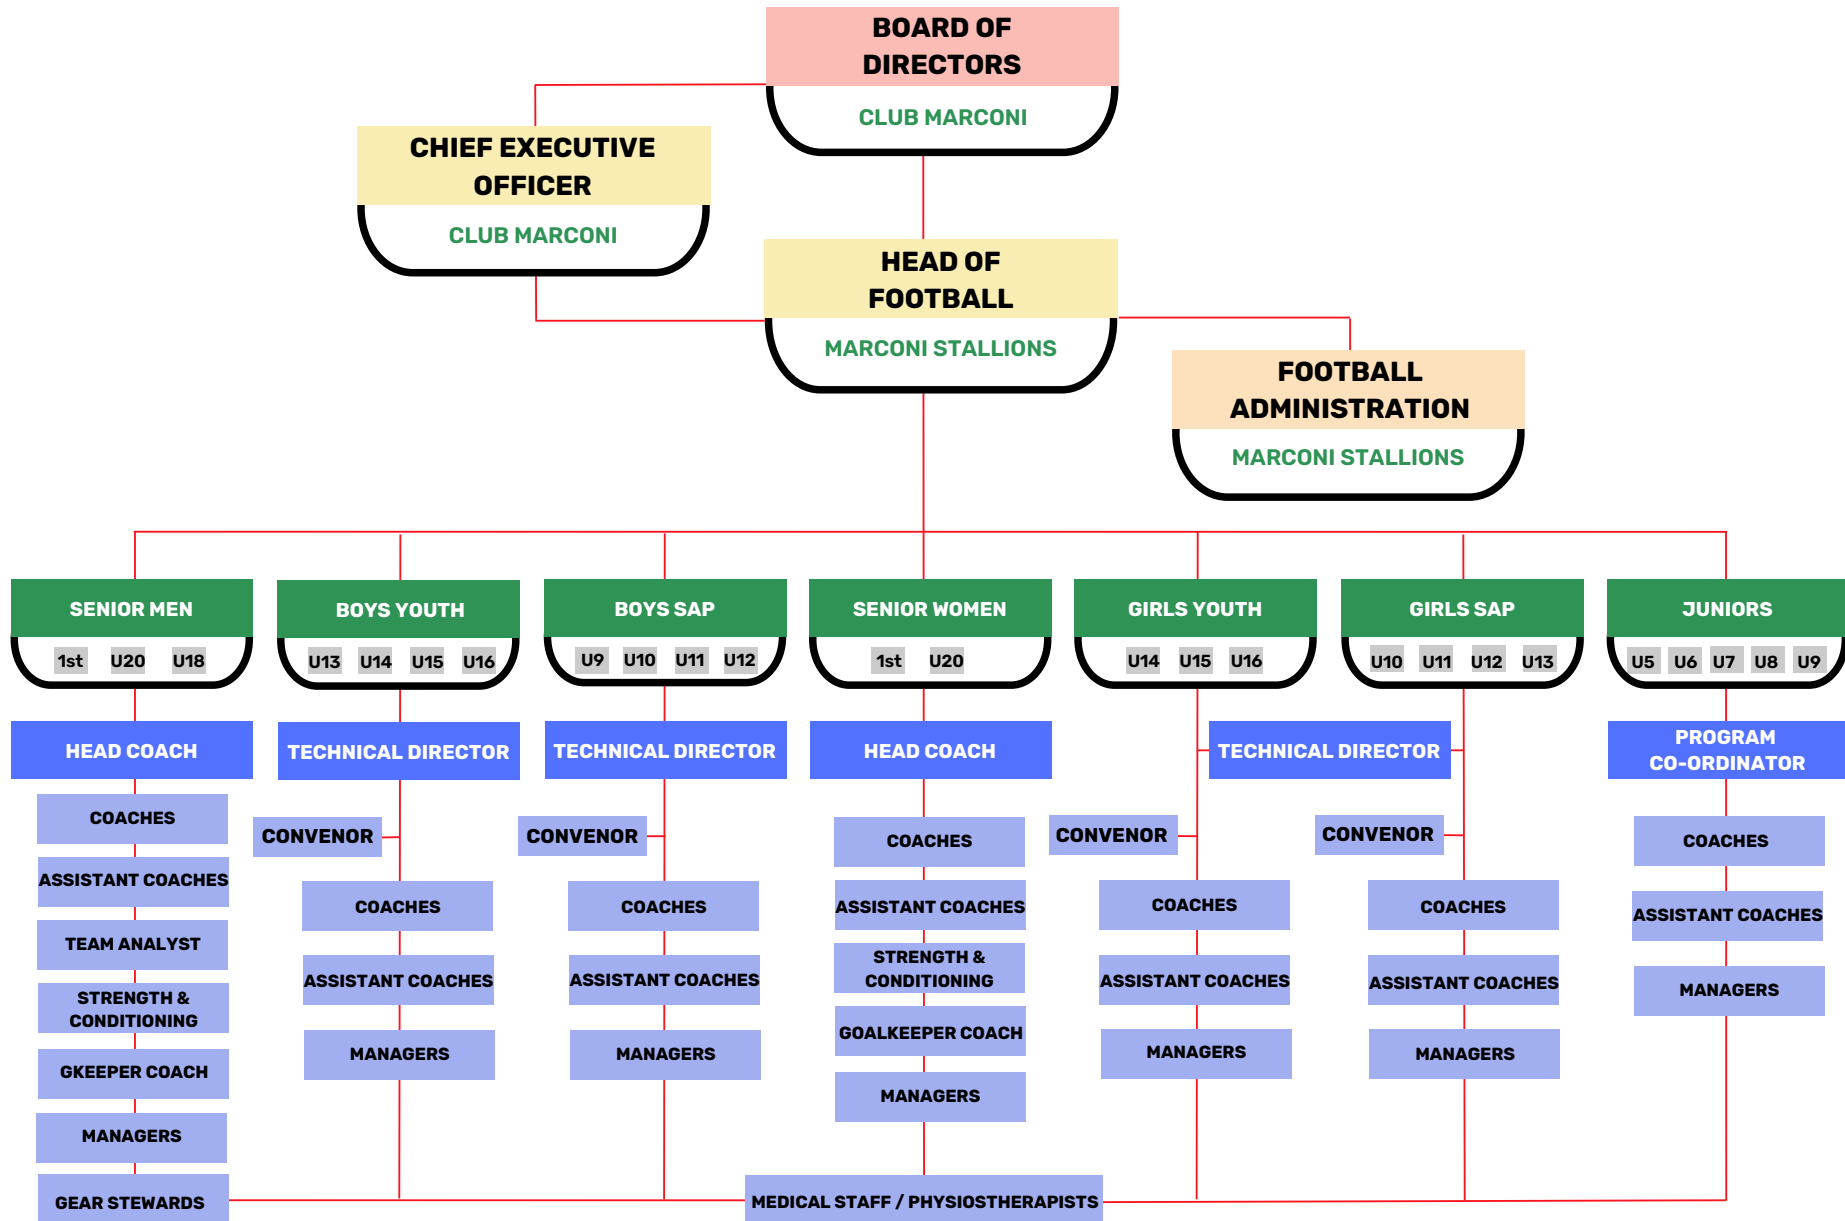 BOARD OF
DIRECTORS
CLUB MARCONI
CHIEF EXECUTIVE
OFFICER
CLUB MARCONI
HEAD OF
FOOTBALL
MARCONI STALLIONS
FOOTBALL
ADMINISTRATION
MARCONI STALLIONS
SENIOR MEN
1st U20 U18
HEAD COACH
COACHES
ASSISTANT COACHES
TEAM ANALYST
STRENGTH &
CONDITIONING
GKEEPER COACH
MANAGERS
GEAR STEWARDS
BOYS YOUTH
U13 U14 U15 U16
TECHNICAL DIRECTOR
CONVENOR
COACHES
ASSISTANT COACHES
MANAGERS
BOYS SAP
U9 U10 U11 U12
TECHNICAL DIRECTOR
CONVENOR
COACHES
ASSISTANT COACHES
MANAGERS
SENIOR WOMEN
1st U20
HEAD COACH
COACHES
ASSISTANT COACHES
STRENGTH &
CONDITIONING
GOALKEEPER COACH
MANAGERS
MEDICAL STAFF / PHYSIOSTHERAPISTS
GIRLS YOUTH
U14 U15 U16
TECHNICAL DIRECTOR
CONVENOR
COACHES
ASSISTANT COACHES
MANAGERS
GIRLS SAP
U10 U11 U12 U13
CONVENOR
COACHES
ASSISTANT COACHES
MANAGERS
JUNIORS
U5 U6 U7 U8 U9
PROGRAM
CO-ORDINATOR
COACHES
ASSISTANT COACHES
MANAGERS